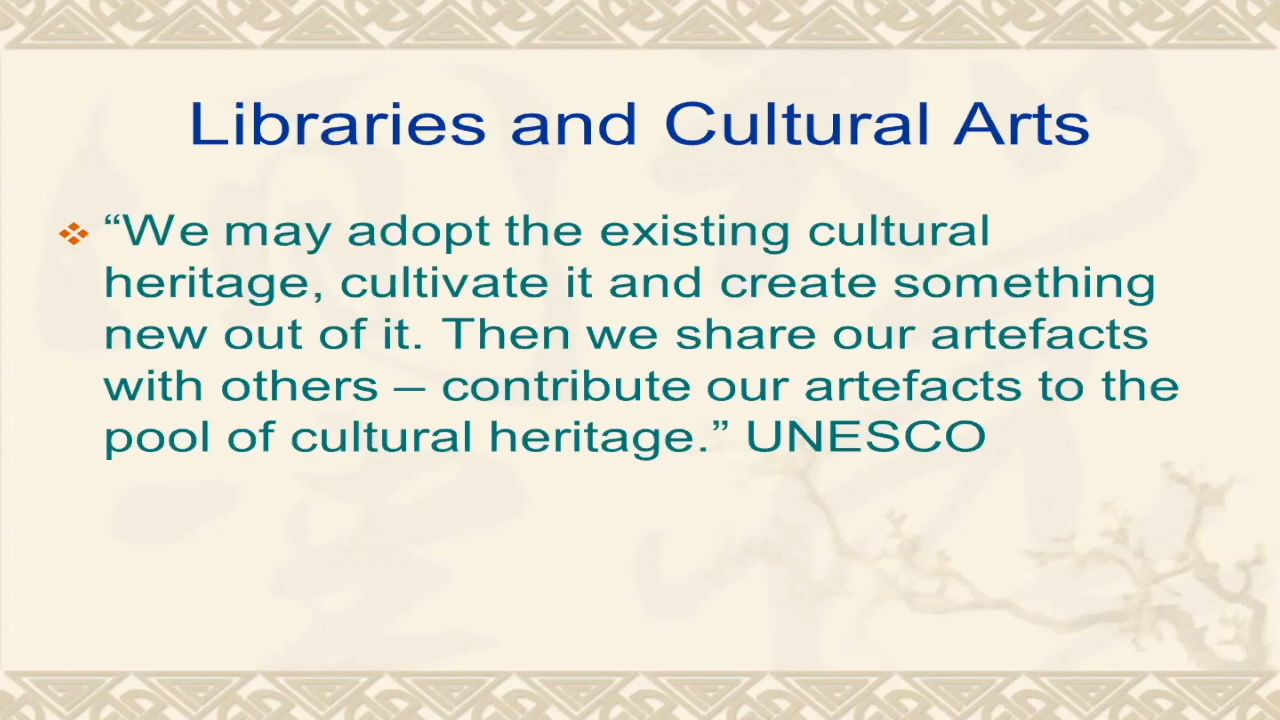 Libraries and Cultural Arts
“We may adopt the existing cultural
heritage, cultivate it and create something
new out of it. Then we share our artefacts
with others – contribute our artefacts to the
pool of cultural heritage.” UNESCO